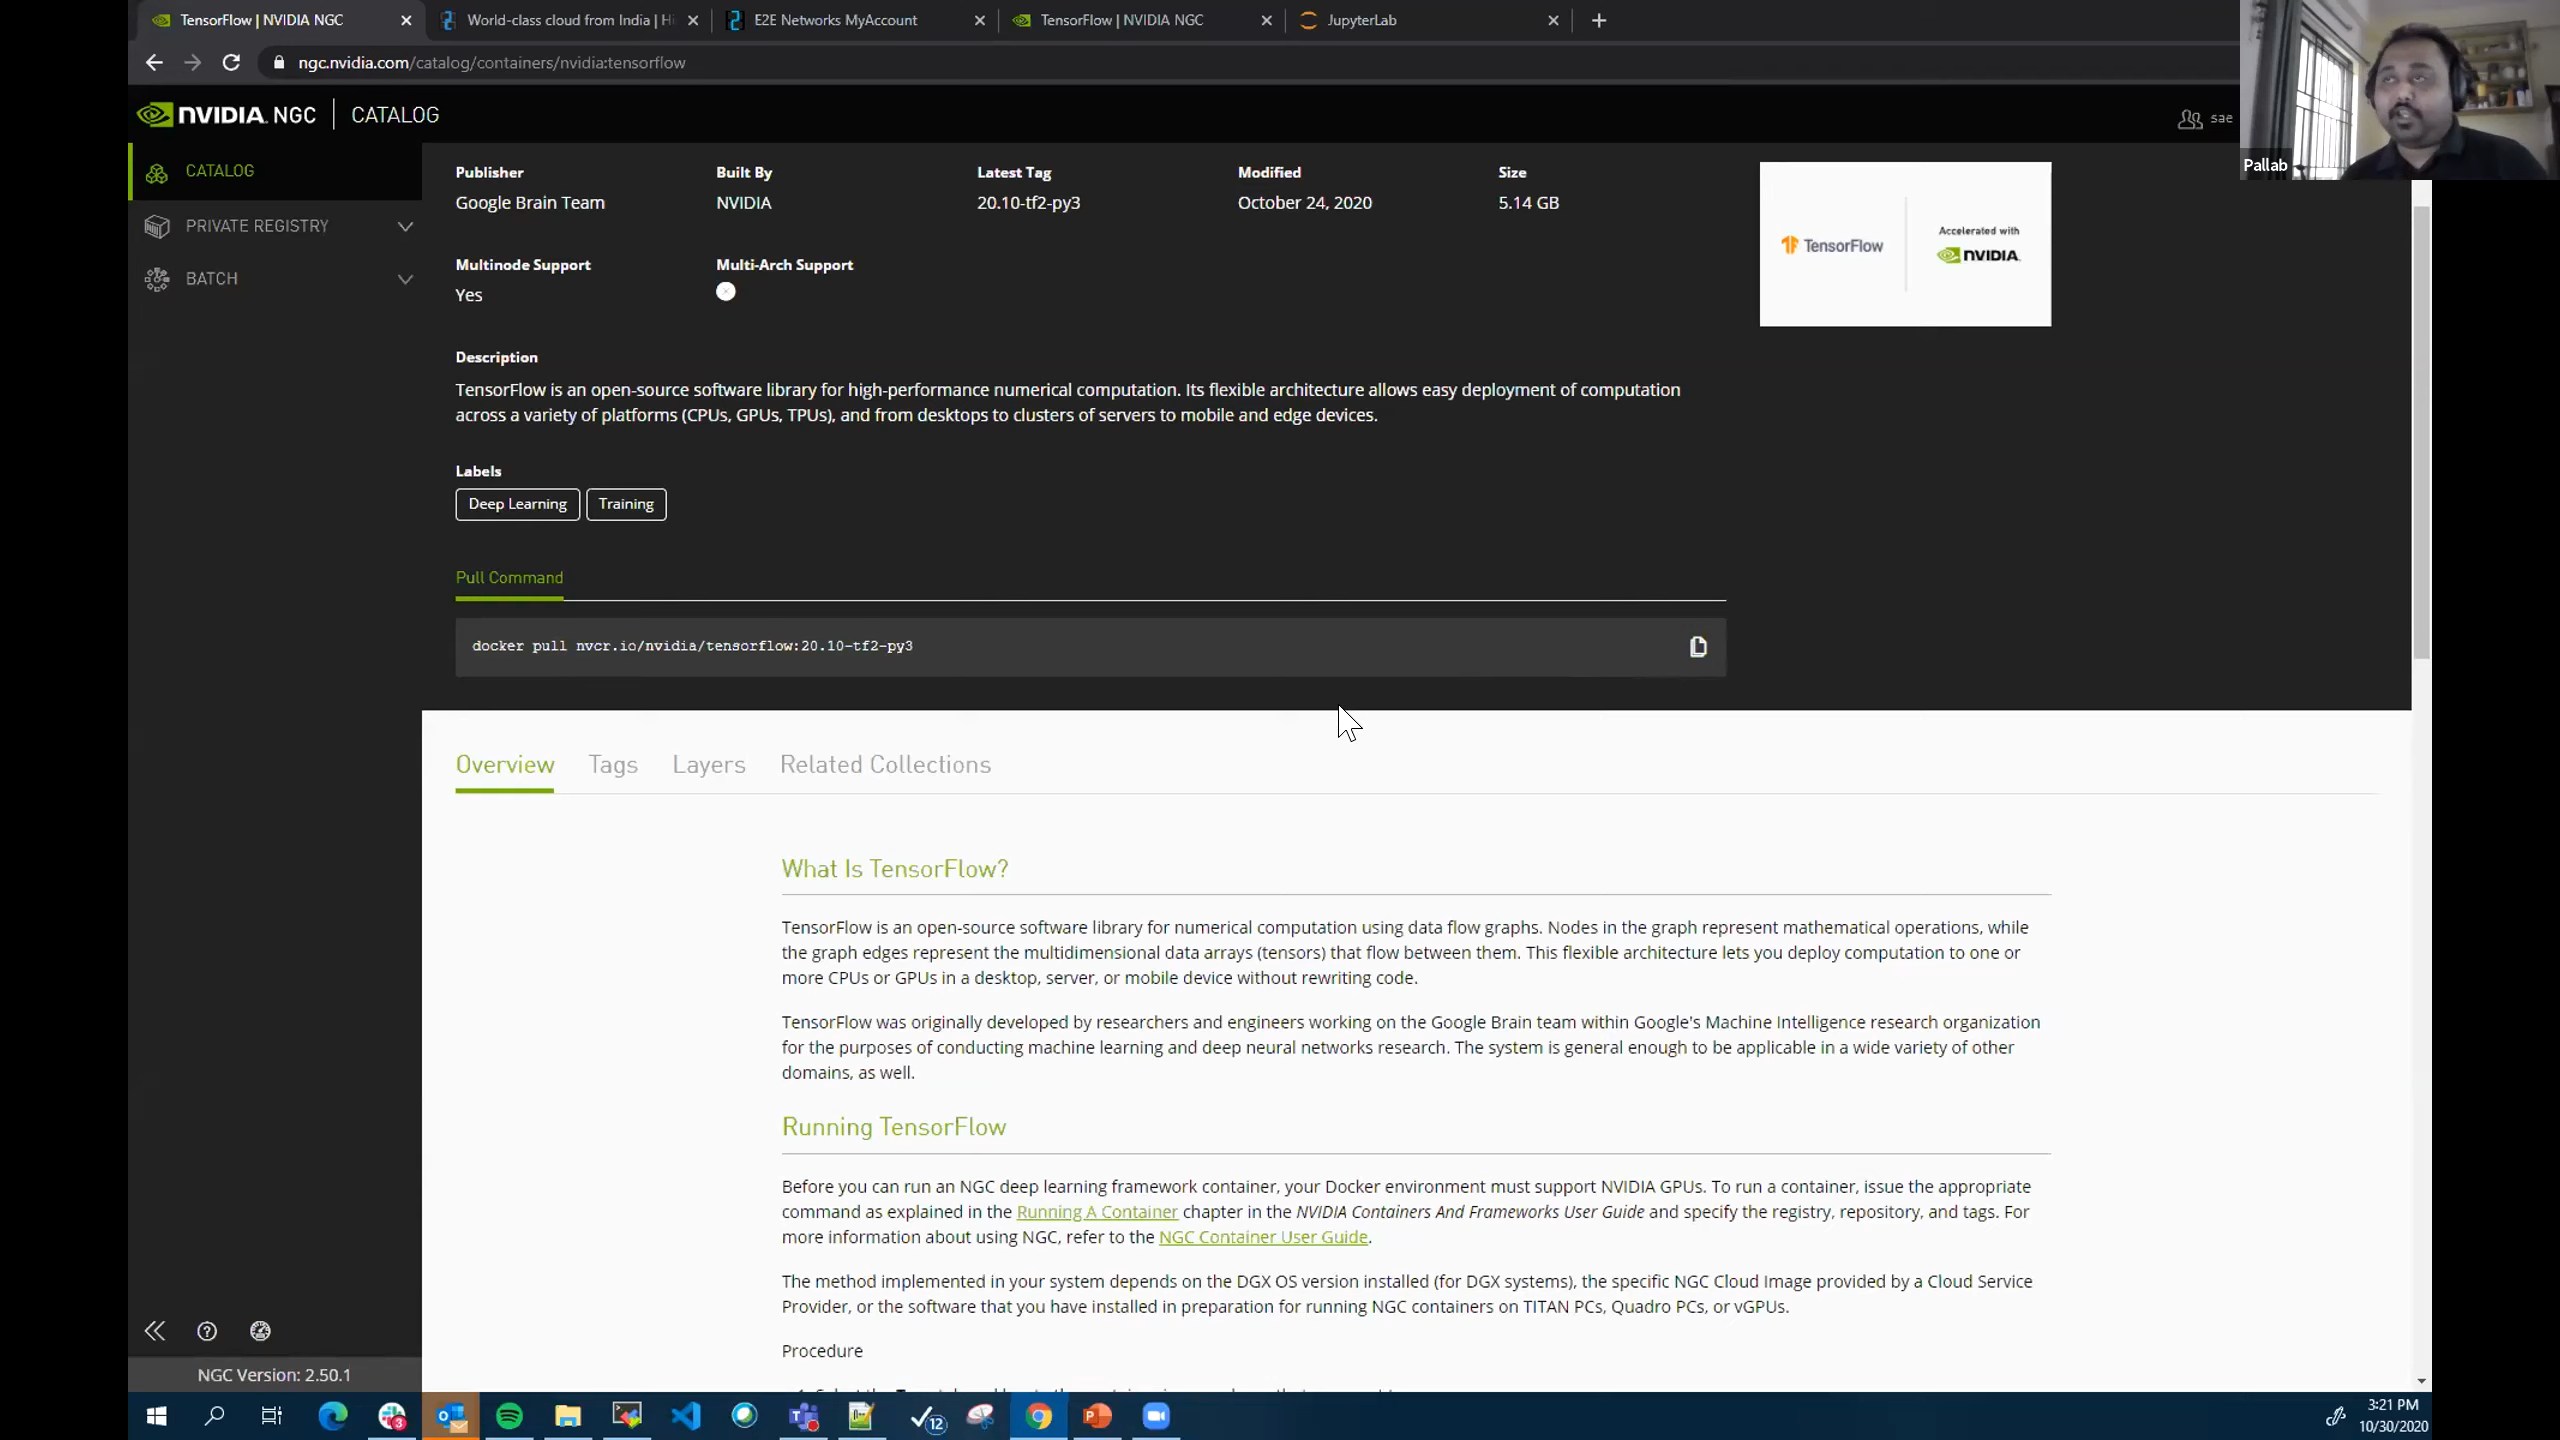 TensorFlow | NVIDIA NGC
World-class cloud from India | Hi
E2E Networks MyAccount
TensorFlow | NVIDIA NGC
JupyterLab
ngc.nvidia.com/catalog/containers/nvidia:tensorflow
NVIDIA. NGC
CATALOG
sae
Pallab
CATALOG
PRIVATE REGISTRY
BATCH
Publisher
Google Brain Team
Built By
NVIDIA
Latest Tag
20.10-tf2-py3
Modified
October 24, 2020
Size
5.14 GB
Multinode Support
Yes
Multi-Arch Support
TensorFlow
Accelerated with
NVIDIA.
Description
TensorFlow is an open-source software library for high-performance numerical computation. Its flexible architecture allows easy deployment of computation
across a variety of platforms (CPUs, GPUs, TPUs), and from desktops to clusters of servers to mobile and edge devices.
Labels
Deep Learning
Training
Pull Command
docker pull nvcr.io/nvidia/tensorflow:20.10-tf2-py3
Overview
Tags
Layers
Related Collections
What Is TensorFlow?
TensorFlow is an open-source software library for numerical computation using data flow graphs. Nodes in the graph represent mathematical operations, while
the graph edges represent the multidimensional data arrays (tensors) that flow between them. This flexible architecture lets you deploy computation to one or
more CPUs or GPUs in a desktop, server, or mobile device without rewriting code.
TensorFlow was originally developed by researchers and engineers working on the Google Brain team within Google's Machine Intelligence research organization
for the purposes of conducting machine learning and deep neural networks research. The system is general enough to be applicable in a wide variety of other
domains, as well.
Running TensorFlow
Before you can run an NGC deep learning framework container, your Docker environment must support NVIDIA GPUs. To run a container, issue the appropriate
command as explained in the Running A Container chapter in the NVIDIA Containers And Frameworks User Guide and specify the registry, repository, and tags. For
more information about using NGC, refer to the NGC Container User Guide.
The method implemented in your system depends on the DGX OS version installed (for DGX systems), the specific NGC Cloud Image provided by a Cloud Service
Provider, or the software that you have installed in preparation for running NGC containers on TITAN PCs, Quadro PCs, or vGPUs.
Procedure
NGC Version: 2.50.1
3
12
3:21 PM
10/30/2020